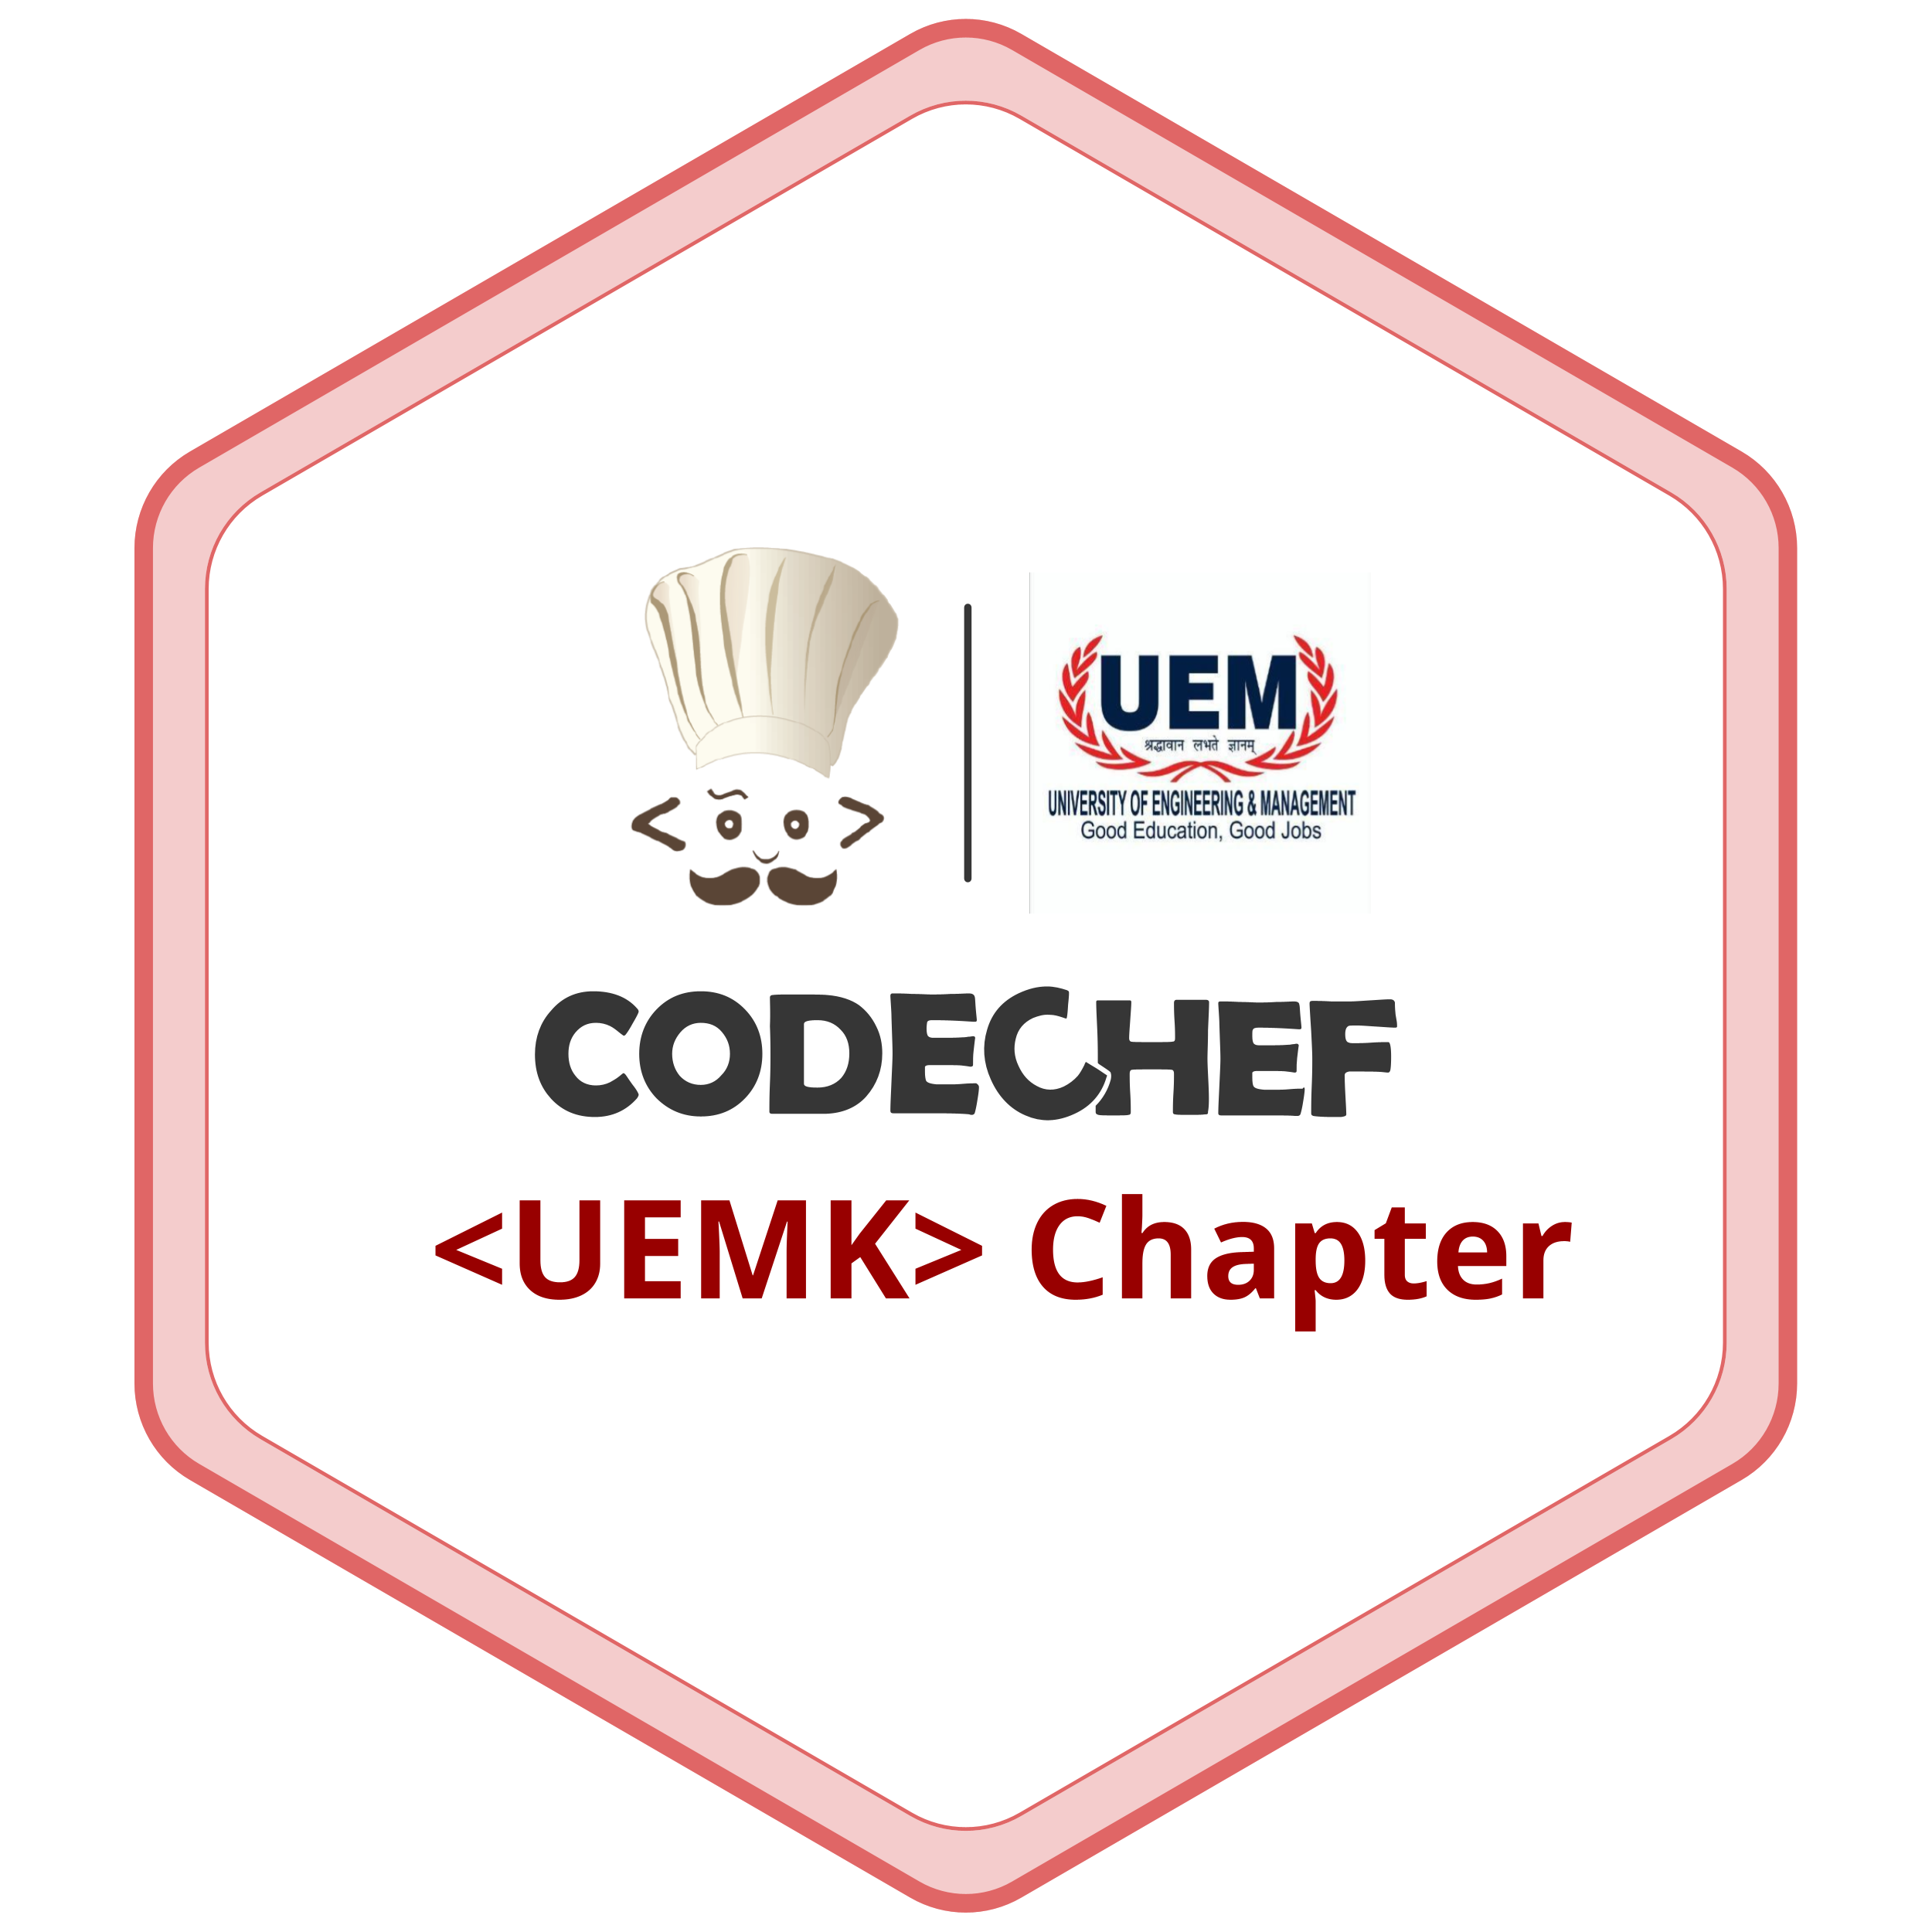 UEM
श्रद्धावान लभते ज्ञानम्
UNIVERSITY OF ENGINEERING & MANAGEMENT
Good Education, Good Jobs
CODECHEF
<UEMK> Chapter